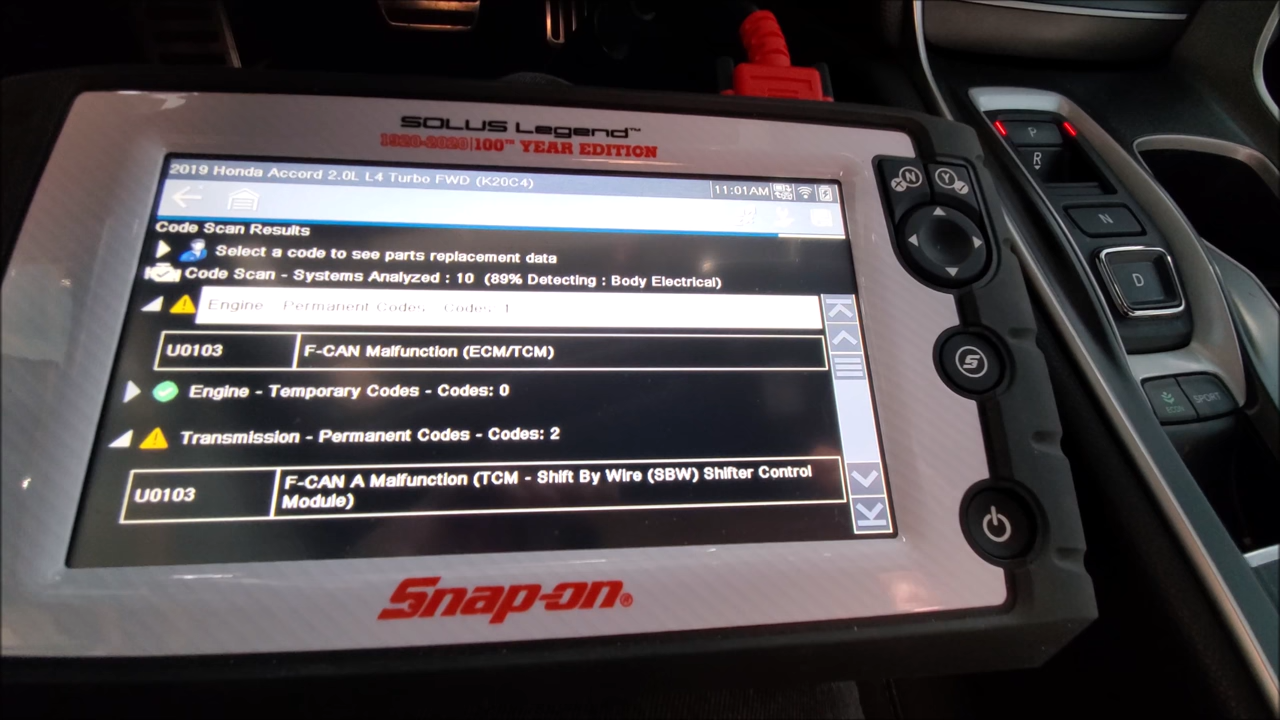 SOLUS Legend™
1920-2020|100TH YEAR EDITION
2019 Honda Accord 2.0L L4 Turbo FWD (K20C4)
11:01AM
Code Scan Results
Select a code to see parts replacement data
Code Scan - Systems Analyzed : 10 (89% Detecting : Body Electrical)
Engine - Permanent Codes - Codes: 1
U0103 F-CAN Malfunction (ECM/TCM)
Engine - Temporary Codes - Codes: 0
Transmission - Permanent Codes - Codes: 2
U0103 F-CAN A Malfunction (TCM - Shift By Wire (SBW) Shifter Control
Module)
Snap-on®
N
Y
S
P
R
N
D
ECON
SPORT